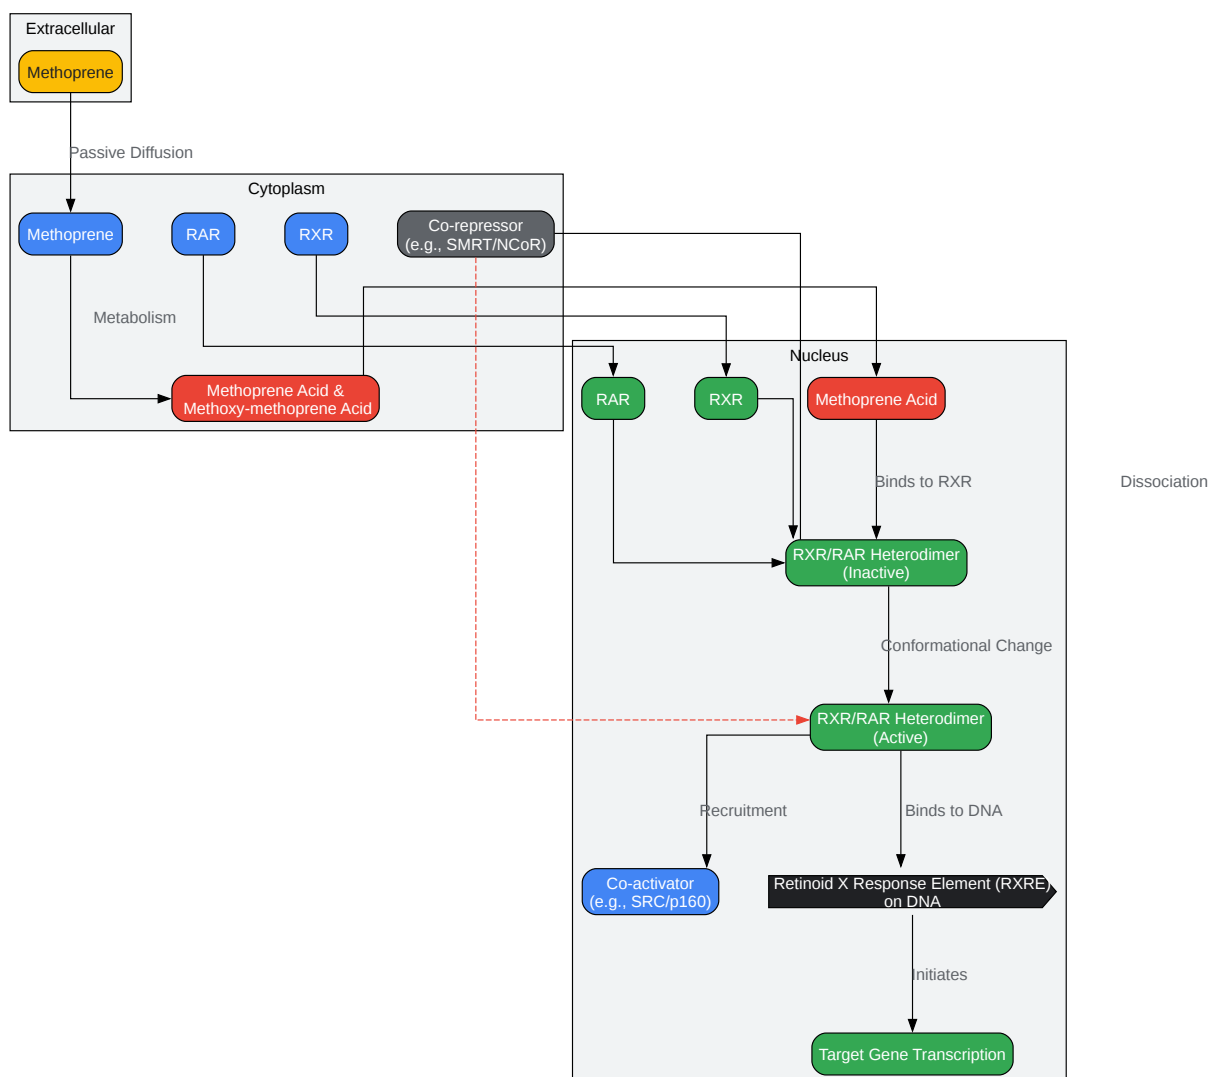 Extracellular
Methoprene
Passive Diffusion
Cytoplasm
Methoprene
RAR
RXR
Co-repressor
(e.g., SMRT/NCoR)
Metabolism
Methoprene Acid &
Methoxy-methoprene Acid
Nucleus
RAR
RXR
Methoprene Acid
Binds to RXR
Dissociation
RXR/RAR Heterodimer
(Inactive)
Conformational Change
RXR/RAR Heterodimer
(Active)
Recruitment
Binds to DNA
Co-activator
(e.g., SRC/p160)
Retinoid X Response Element (RXRE)
on DNA
Initiates
Target Gene Transcription